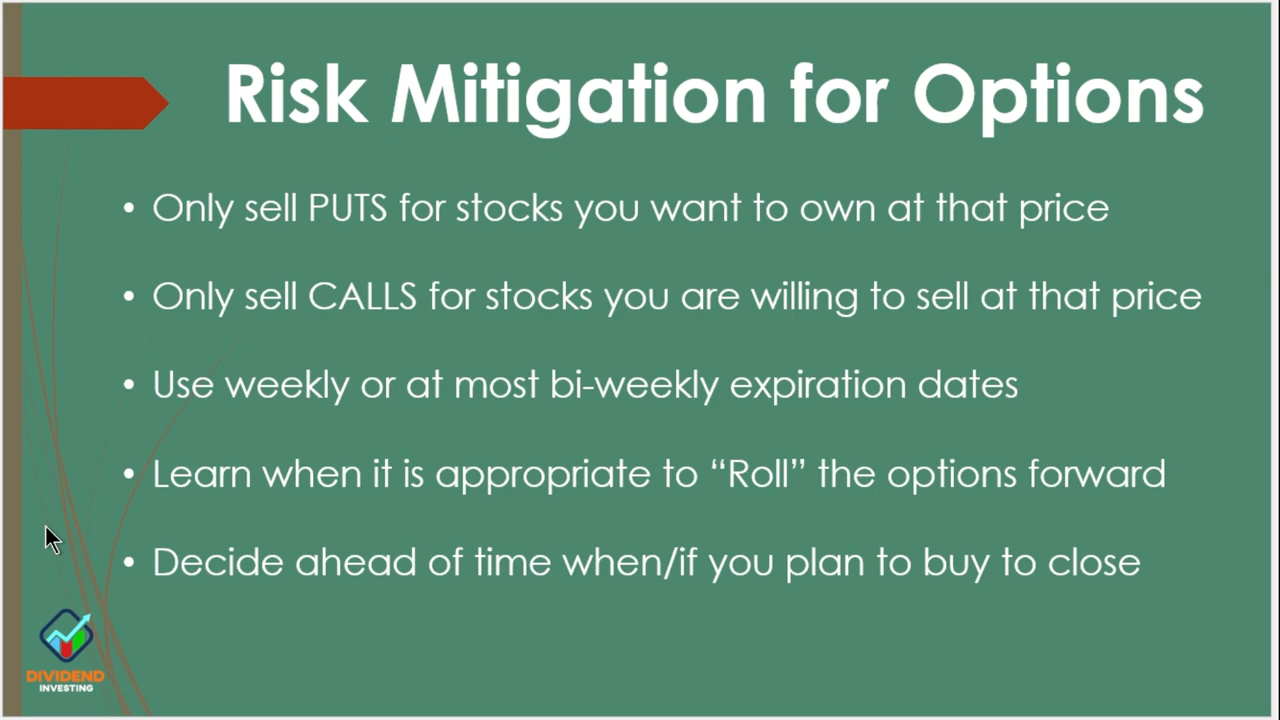 Risk Mitigation for Options
• Only sell PUTS for stocks you want to own at that price
• Only sell CALLS for stocks you are willing to sell at that price
• Use weekly or at most bi-weekly expiration dates
• Learn when it is appropriate to “Roll” the options forward
• Decide ahead of time when/if you plan to buy to close
DIVIDEND
INVESTING